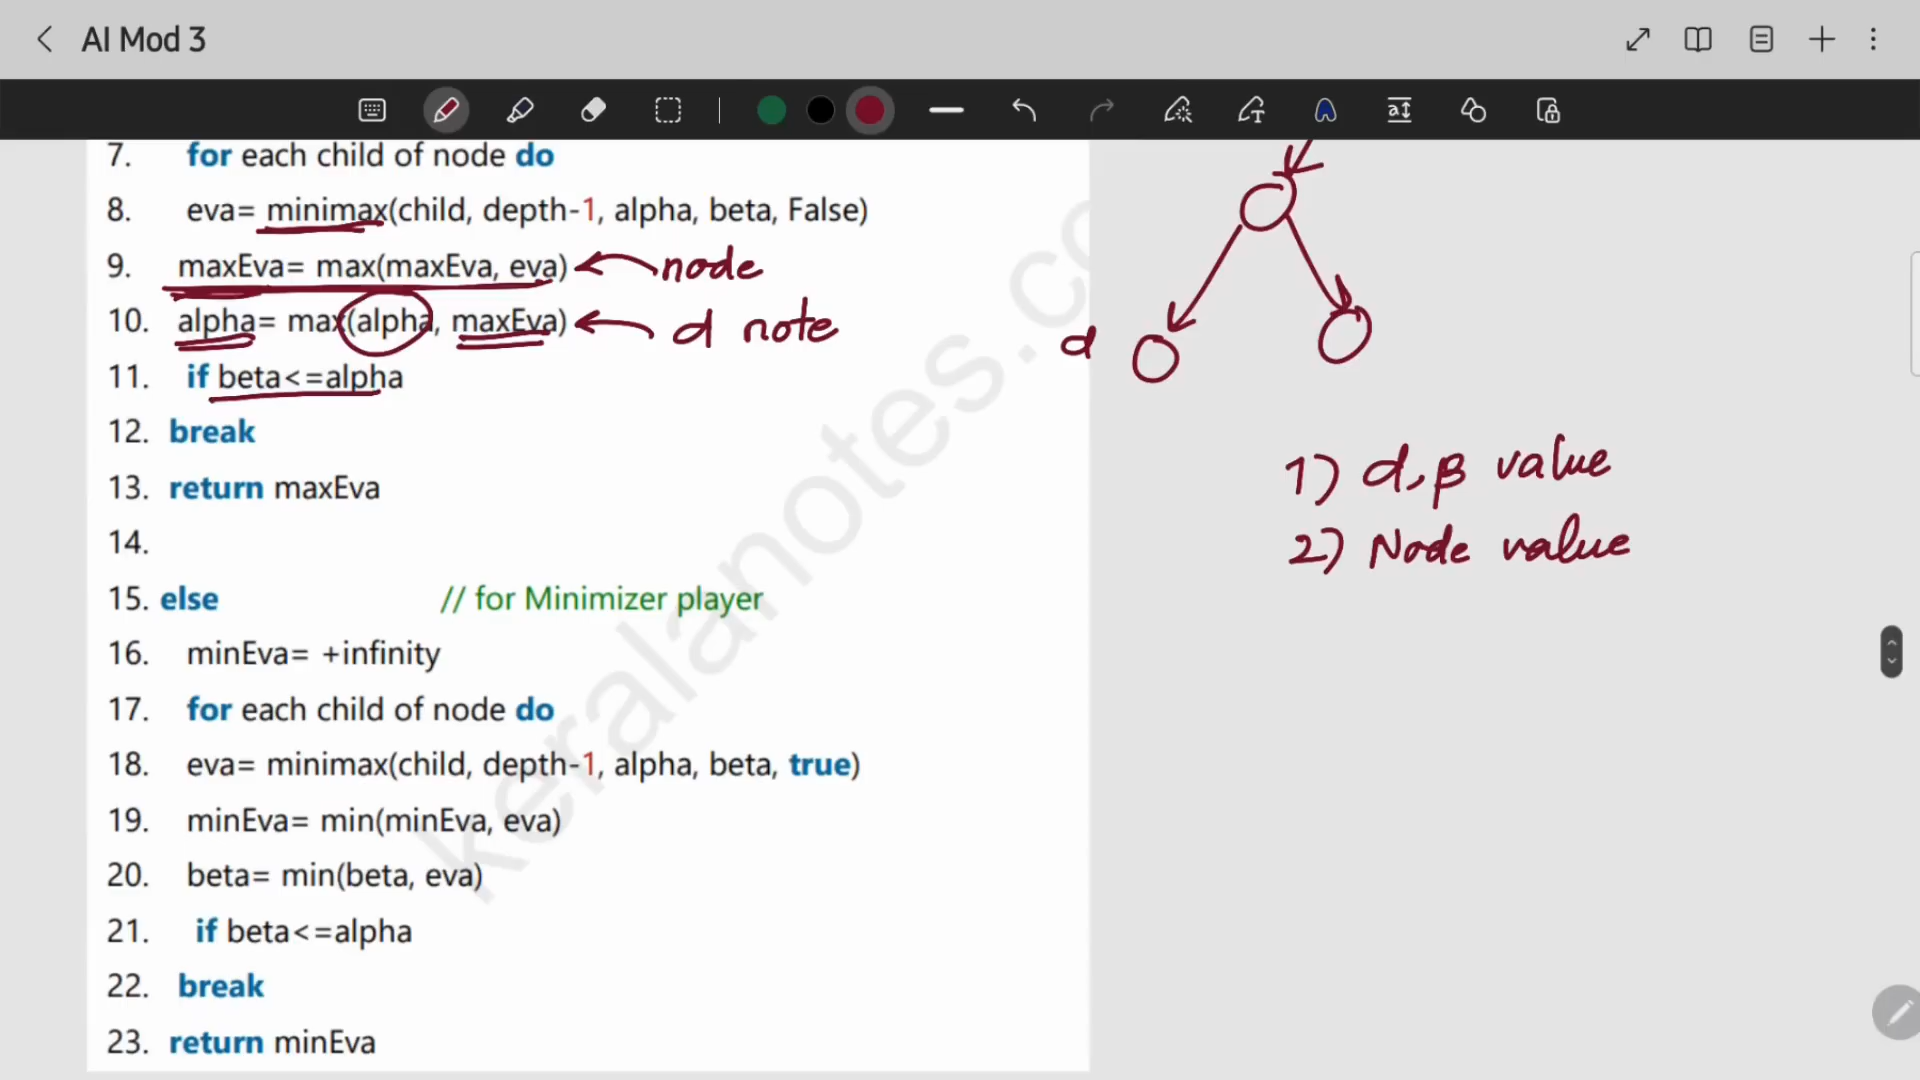 AI Mod 3
7. for each child of node do
8. eva= minimax(child, depth-1, alpha, beta, False)
9. maxEva= max(maxEva, eva) node
10. alpha= max(alpha, maxEva) α note
α
11. if beta<=alpha
12. break
13. return maxEva
1) α, β value
2) Node value
14.
15. else // for Minimizer player
16. minEva= +infinity
17. for each child of node do
18. eva= minimax(child, depth-1, alpha, beta, true)
19. minEva= min(minEva, eva)
20. beta= min(beta, eva)
21. if beta<=alpha
22. break
23. return minEva
keralanotes.co